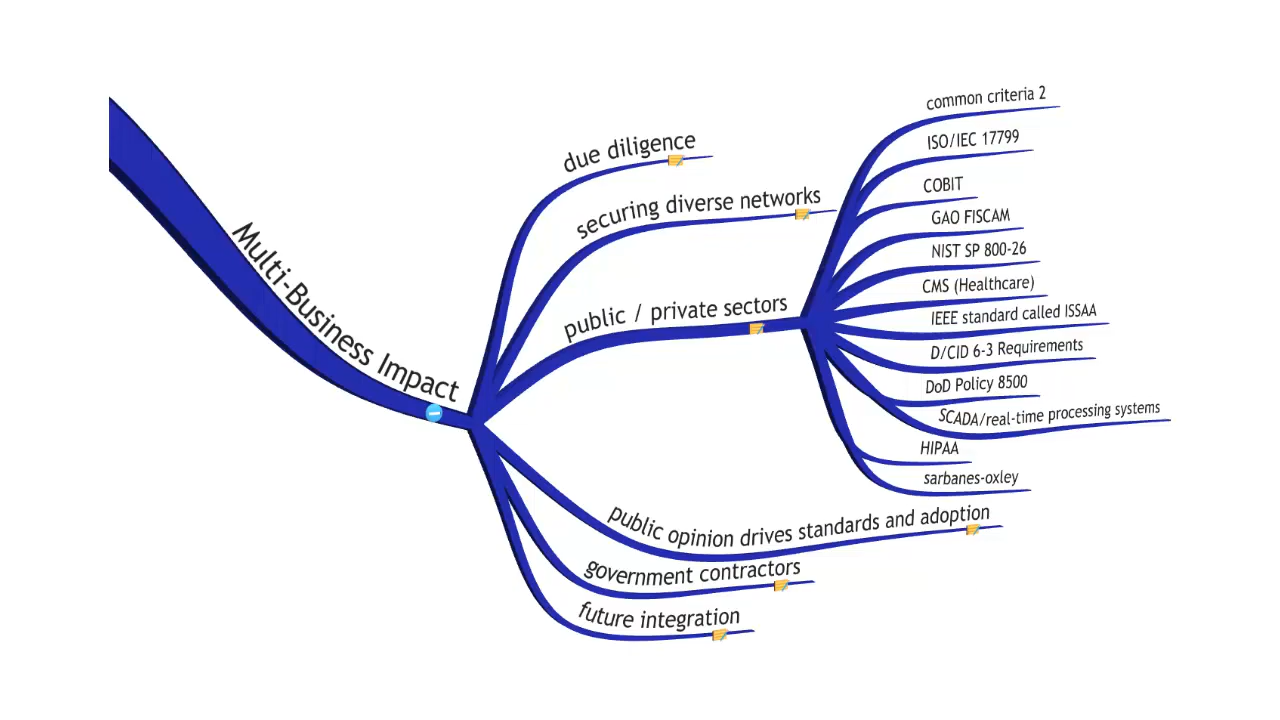 Multi-Business Impact
due diligence
securing diverse networks
public / private sectors
common criteria 2
ISO/IEC 17799
COBIT
GAO FISCAM
NIST SP 800-26
CMS (Healthcare)
IEEE standard called ISSAA
D/CID 6-3 Requirements
DoD Policy 8500
SCADA/real-time processing systems
HIPAA
sarbanes-oxley
public opinion drives standards and adoption
government contractors
future integration